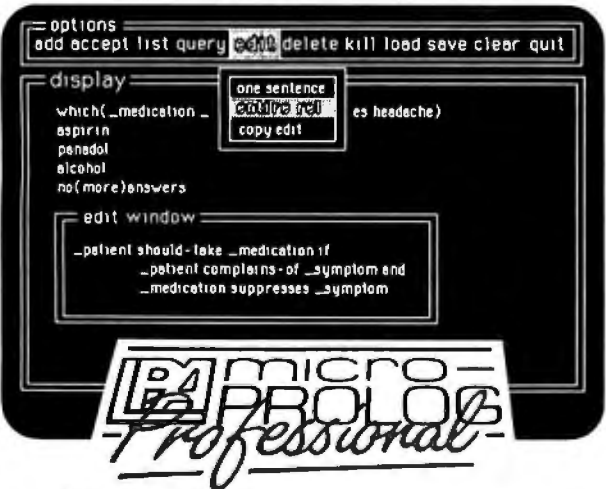 options
add accept list query edit delete kill load save clear quit
display
one sentence
entire rel
copy edit
which(_medication _ es headache)
aspirin
panadol
alcohol
no(more)answers
edit window
_patient should-take _medication if
_patient complains-of _symptom and
_medication suppresses _symptom
LPA micro-
PROLOG
Professional